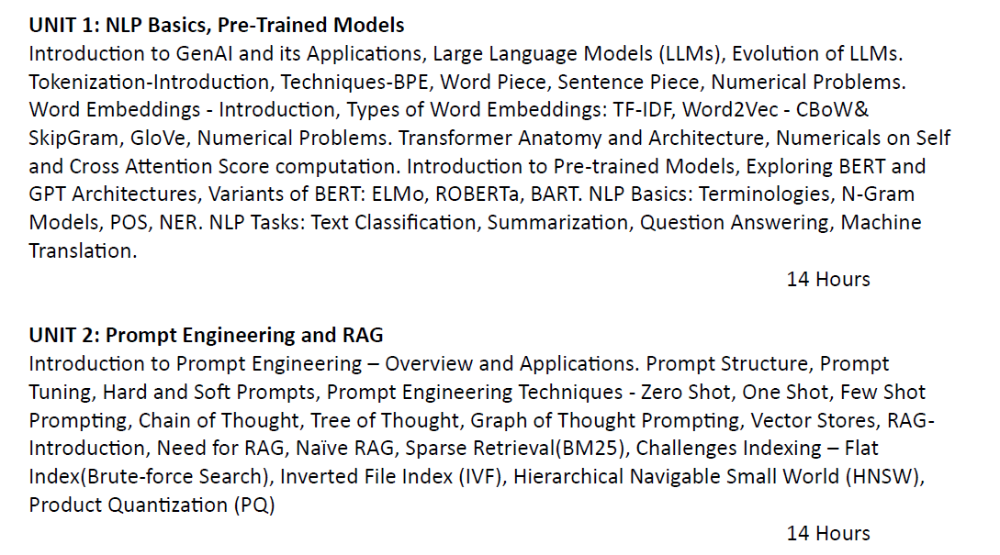 UNIT 1: NLP Basics, Pre-Trained Models
Introduction to GenAI and its Applications, Large Language Models (LLMs), Evolution of LLMs.
Tokenization-Introduction, Techniques-BPE, Word Piece, Sentence Piece, Numerical Problems.
Word Embeddings - Introduction, Types of Word Embeddings: TF-IDF, Word2Vec - CBoW&
SkipGram, GloVe, Numerical Problems. Transformer Anatomy and Architecture, Numericals on Self
and Cross Attention Score computation. Introduction to Pre-trained Models, Exploring BERT and
GPT Architectures, Variants of BERT: ELMo, ROBERTa, BART. NLP Basics: Terminologies, N-Gram
Models, POS, NER. NLP Tasks: Text Classification, Summarization, Question Answering, Machine
Translation.
14 Hours
UNIT 2: Prompt Engineering and RAG
Introduction to Prompt Engineering – Overview and Applications. Prompt Structure, Prompt
Tuning, Hard and Soft Prompts, Prompt Engineering Techniques - Zero Shot, One Shot, Few Shot
Prompting, Chain of Thought, Tree of Thought, Graph of Thought Prompting, Vector Stores, RAG-
Introduction, Need for RAG, Naïve RAG, Sparse Retrieval(BM25), Challenges Indexing – Flat
Index(Brute-force Search), Inverted File Index (IVF), Hierarchical Navigable Small World (HNSW),
Product Quantization (PQ)
14 Hours